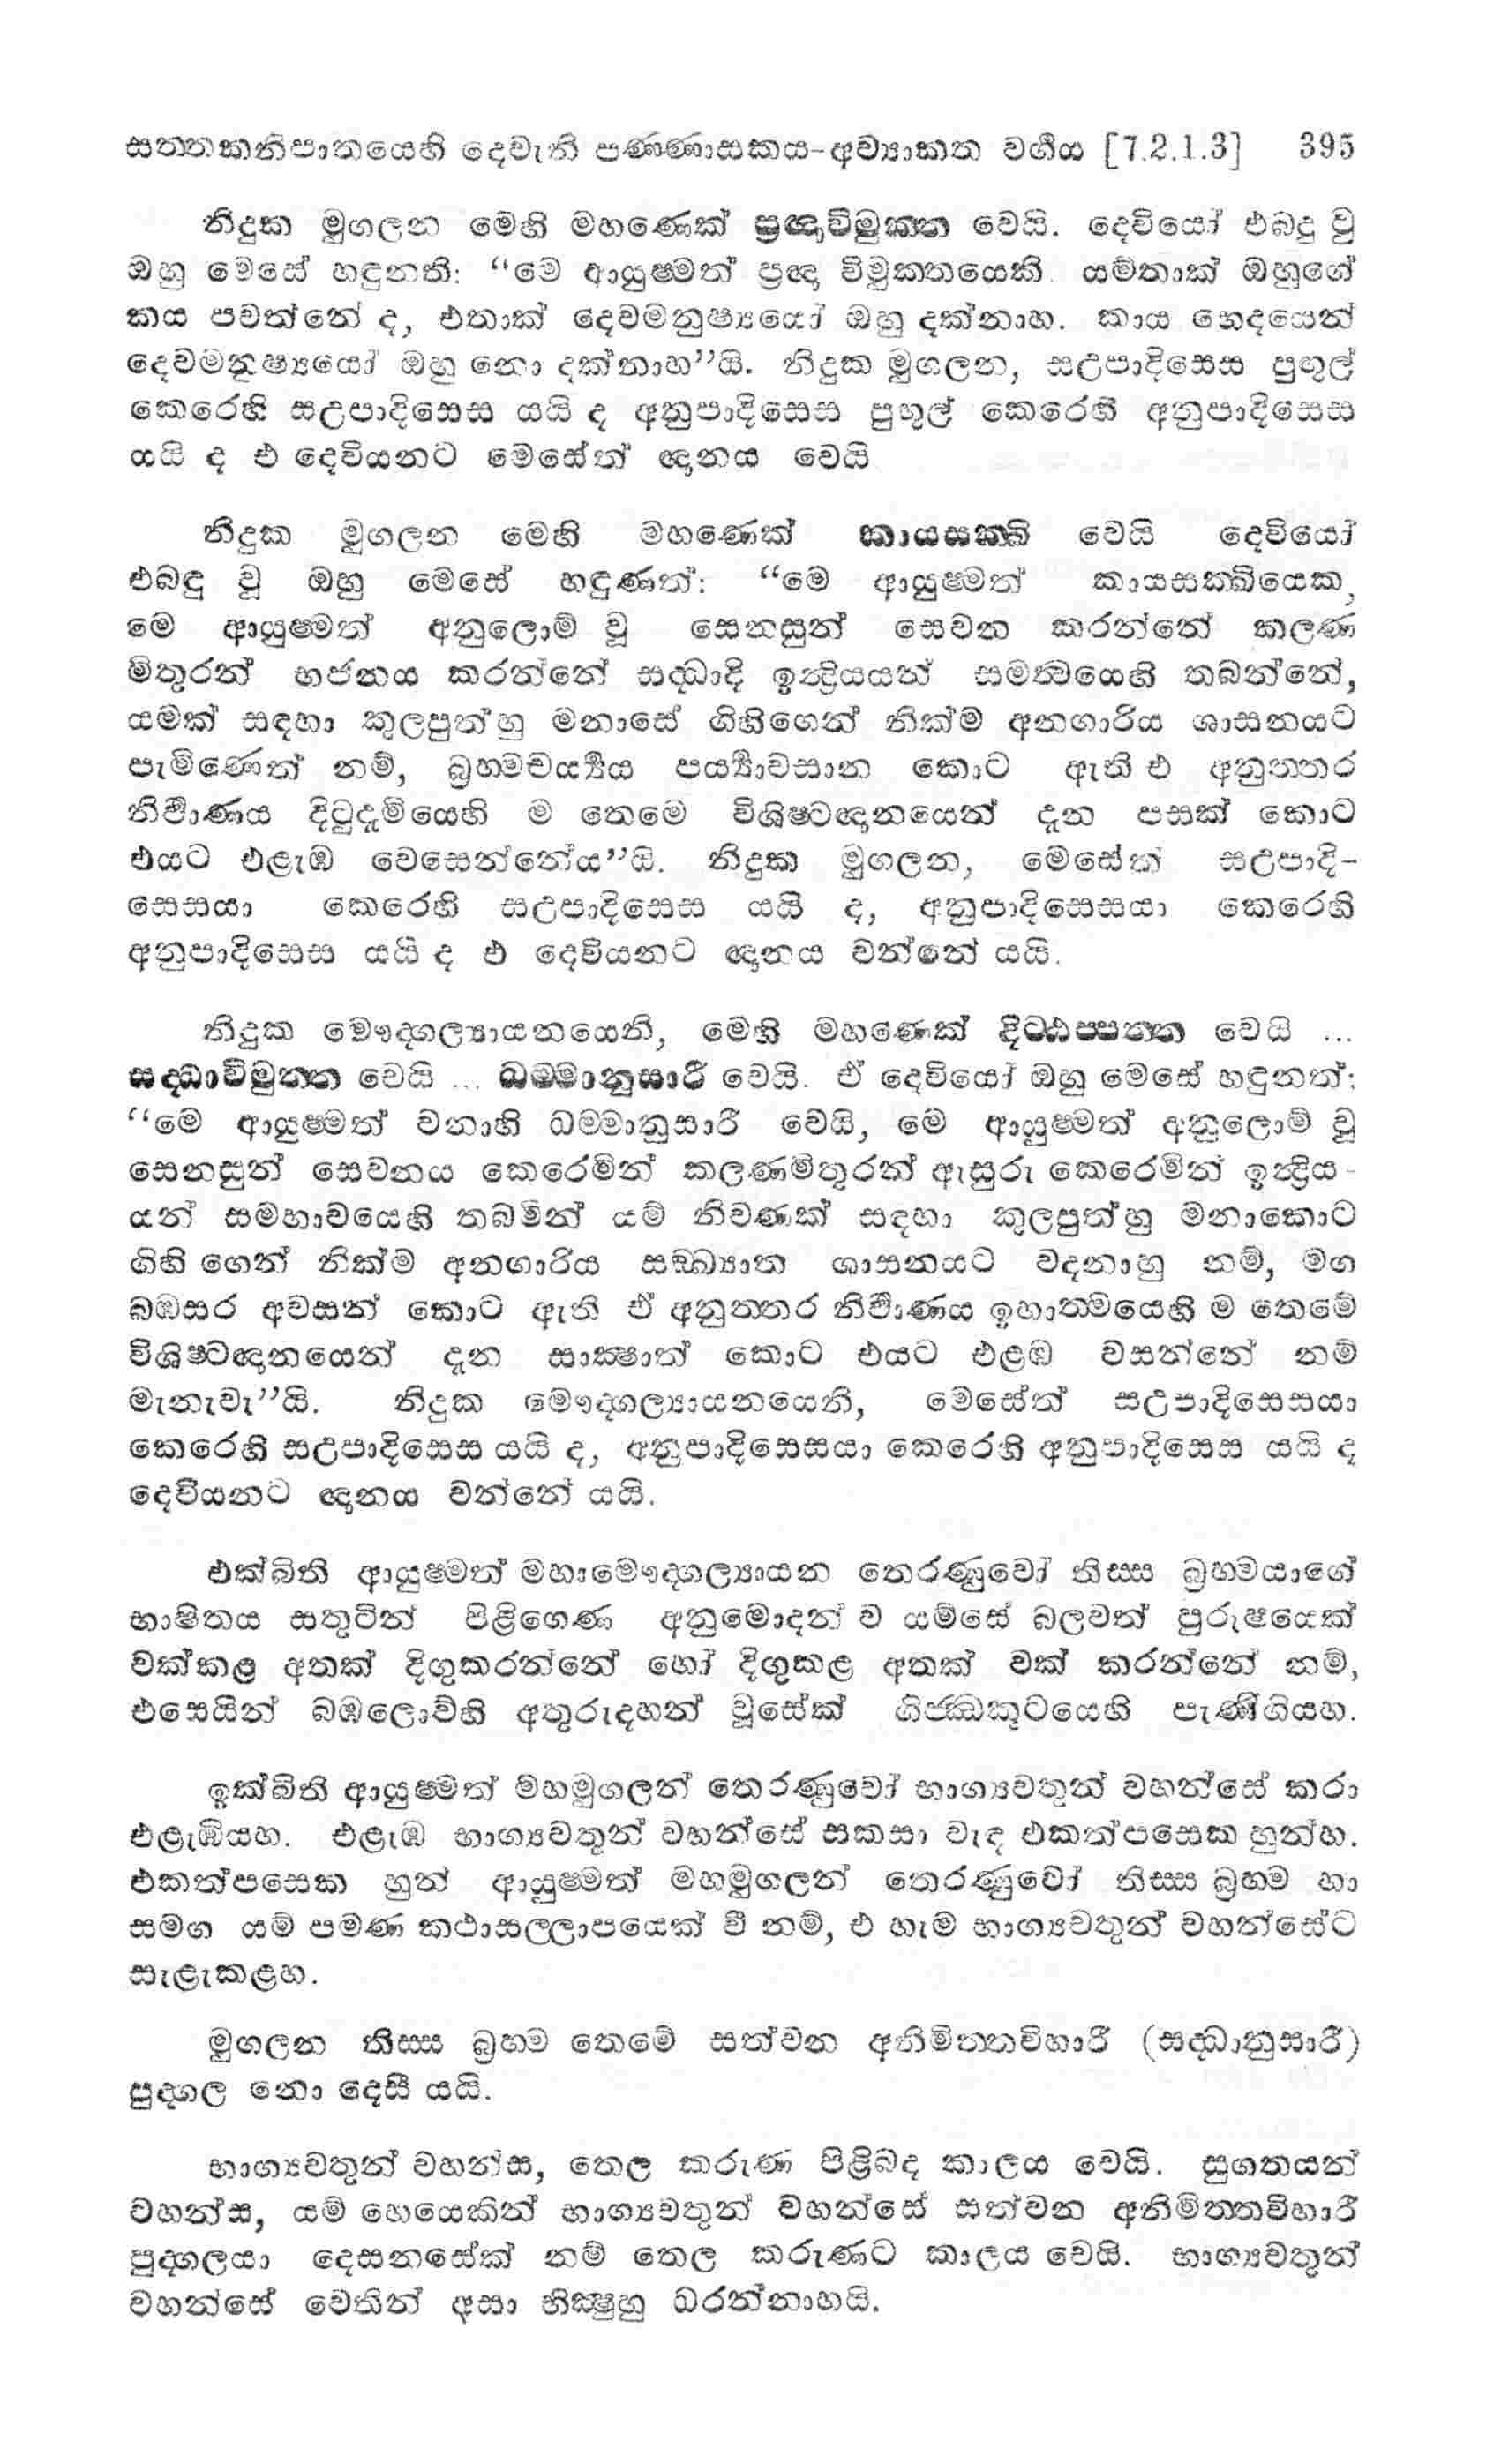 සත්තකනිපාතයෙහි දෙවැනි පණ්ණාසකය-අව්‍යාකත වර්‍ගය [7.2.1.3] 395
නිදුක මුගලන මෙහි මහණෙක් ප්‍රඥාවිමුක්ත වෙයි. දෙවියෝ එබදු වූ
ඔහු මෙසේ හඳුනති: “මෙ ආයුෂ්මත් ප්‍රඥා විමුක්තයෙකි. යම්තාක් ඔහුගේ
කය පවත්නේ ද, එතාක් දෙවමනුෂ්‍යයෝ ඔහු දක්නාහ. කාය භෙදයෙන්
දෙවමනුෂ්‍යයෝ ඔහු නො දක්නාහ”යි. නිදුක මුගලන, සඋපාදිසෙස පුඟුල්
කෙරෙහි සඋපාදිසෙස යයි ද අනුපාදිසෙස පුඟුල් කෙරෙහි අනුපාදිසෙස
යයි ද එ දෙවියනට මෙසේත් ඥානය වෙයි
නිදුක මුගලන මෙහි මහණෙක් කායසක්ඛි වෙයි දෙවියෝ
එබඳු වූ ඔහු මෙසේ හඳුණත්: “මෙ ආයුෂ්මත් කායසක්ඛියෙක,
මෙ ආයුෂ්මත් අනුලොම් වූ සෙනසුන් සෙවන කරන්නේ කලණ
මිතුරන් භජනය කරන්නේ සද්ධාදි ඉන්‍ද්‍රියයන් සමත්‍වයෙහි තබන්නේ,
යමක් සඳහා කුලපුත්හු මනාසේ ගිහිගෙන් නික්ම අනගාරිය ශාසනයට
පැමිණෙත් නම්, බ්‍රහ්මචර්‍ය්‍යය පර්‍ය්‍යාවසාන කොට ඇති එ අනුත්තර
නිර්‍වාණය දිටුදැමියෙහි ම තෙමෙ විශිෂ්ටඥානයෙන් දැන පසක් කොට
එයට එළැඹ වෙසෙන්නේය”යි. නිදුක මුගලන, මෙසේත් සඋපාදි-
සෙසයා කෙරෙහි සඋපාදිසෙස යයි ද, අනුපාදිසෙසයා කෙරෙහි
අනුපාදිසෙස යයි ද එ දෙවියනට ඥානය වන්නේ යයි.
නිදුක මෞද්ගල්‍යායනයෙනි, මෙහි මහණෙක් දිට්ඨප්පත්ත වෙයි ...
සද්ධාවිමුත්ත වෙයි ... ධම්මානුසාරී වෙයි. ඒ දෙවියෝ ඔහු මෙසේ හඳුනත්:
“මෙ ආයුෂ්මත් වනාහි ධම්මානුසාරී වෙයි, මෙ ආයුෂ්මත් අනුලොම් වූ
සෙනසුන් සෙවනය කෙරෙමින් කලණමිතුරන් ඇසුරු කෙරෙමින් ඉන්‍ද්‍රිය-
යන් සමභාවයෙහි තබමින් යම් නිවණක් සඳහා කුලපුත්හු මනාකොට
ගිහි ගෙන් නික්ම අනගාරිය සඞ්ඛ්‍යාත ශාසනයට වදනාහු නම්, මග
බඹසර අවසන් කොට ඇති ඒ අනුත්තර නිර්‍වාණය ඉහාත්මයෙහි ම තෙමේ
විශිෂ්ටඥානයෙන් දැන සාක්‍ෂාත් කොට එයට එළඹ වසන්නේ නම්
මැනැවැ”යි. නිදුක මෞද්ගල්‍යායනයෙනි, මෙසේත් සඋපාදිසෙසයා
කෙරෙහි සඋපාදිසෙස යයි ද, අනුපාදිසෙසයා කෙරෙහි අනුපාදිසෙස යයි ද
දෙවියනට ඥානය වන්නේ යයි.
එක්බිති ආයුෂ්මත් මහාමෞද්ගල්‍යායන තෙරණුවෝ තිස්ස බ්‍රහ්මයාගේ
භාෂිතය සතුටින් පිළිගෙණ අනුමොදන් ව යම්සේ බලවත් පුරුෂයෙක්
වක්කළ අතක් දිගුකරන්නේ හෝ දිගුකළ අතක් වක් කරන්නේ නම්,
එසෙයින් බඹලොව්හි අතුරුදහන් වූසේක් ගිජ්ඣකූටයෙහි පැණිගියහ.
ඉක්බිති ආයුෂ්මත් මහමුගලන් තෙරණුවෝ භාග්‍යවතුන් වහන්සේ කරා
එළැඹියහ. එළැඹ භාග්‍යවතුන් වහන්සේ සකසා වැඳ එකත්පසෙක හුන්හ.
එකත්පසෙක හුන් ආයුෂ්මත් මහමුගලන් තෙරණුවෝ තිස්ස බ්‍රහ්ම හා
සමග යම් පමණ කථාසල්ලාපයෙක් වී නම්, එ හැම භාග්‍යවතුන් වහන්සේට
සැළැකළහ.
මුගලන තිස්ස බ්‍රහ්ම තෙමේ සත්වන අනිමිත්තවිහාරී (සද්ධානුසාරී)
පුද්ගල නො දෙසී යයි.
භාග්‍යවතුන් වහන්ස, තෙල කරුණ පිළිබද කාලය වෙයි. සුගතයන්
වහන්ස, යම් හෙයෙකින් භාග්‍යවතුන් වහන්සේ සත්වන අනිමිත්තවිහාරී
පුද්ගලයා දෙසනසේක් නම් තෙල කරුණට කාලය වෙයි. භාග්‍යවතුන්
වහන්සේ වෙතින් අසා භික්‍ෂුහු ධරන්නාහයි.